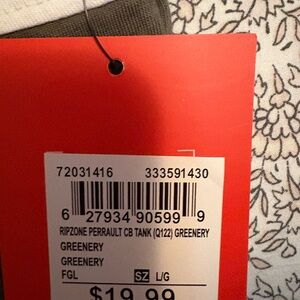 72031416 333591430
6 27934 90599 9
RIPZONE PERRAULT CB TANK (Q122) GREENERY
GREENERY
GREENERY
FGL SZ L/G
$19.99